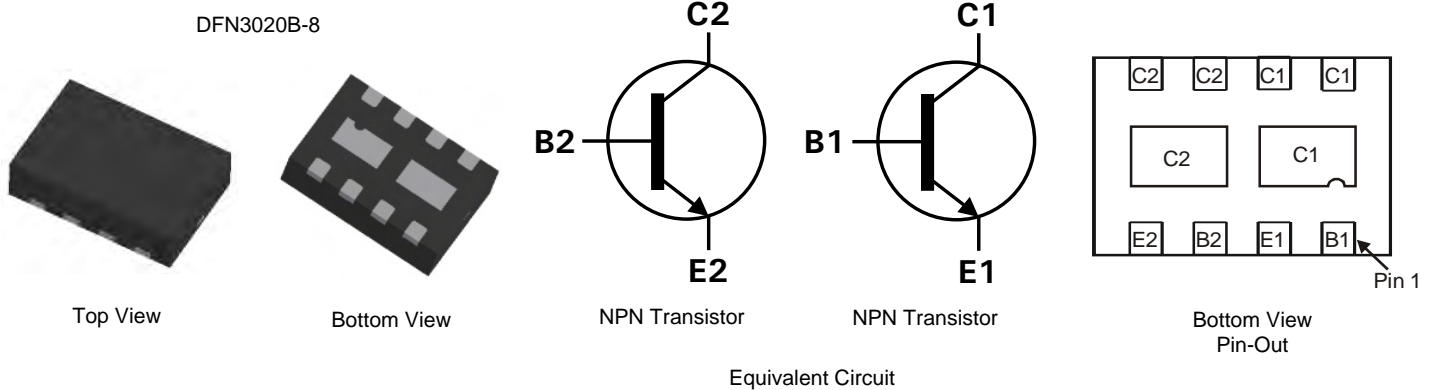 DFN3020B-8
Top View
Bottom View
C2
B2
E2
NPN Transistor
C1
B1
E1
NPN Transistor
Equivalent Circuit
C2 C2 C1 C1
C2 C1
E2 B2 E1 B1
Pin 1
Bottom View
Pin-Out